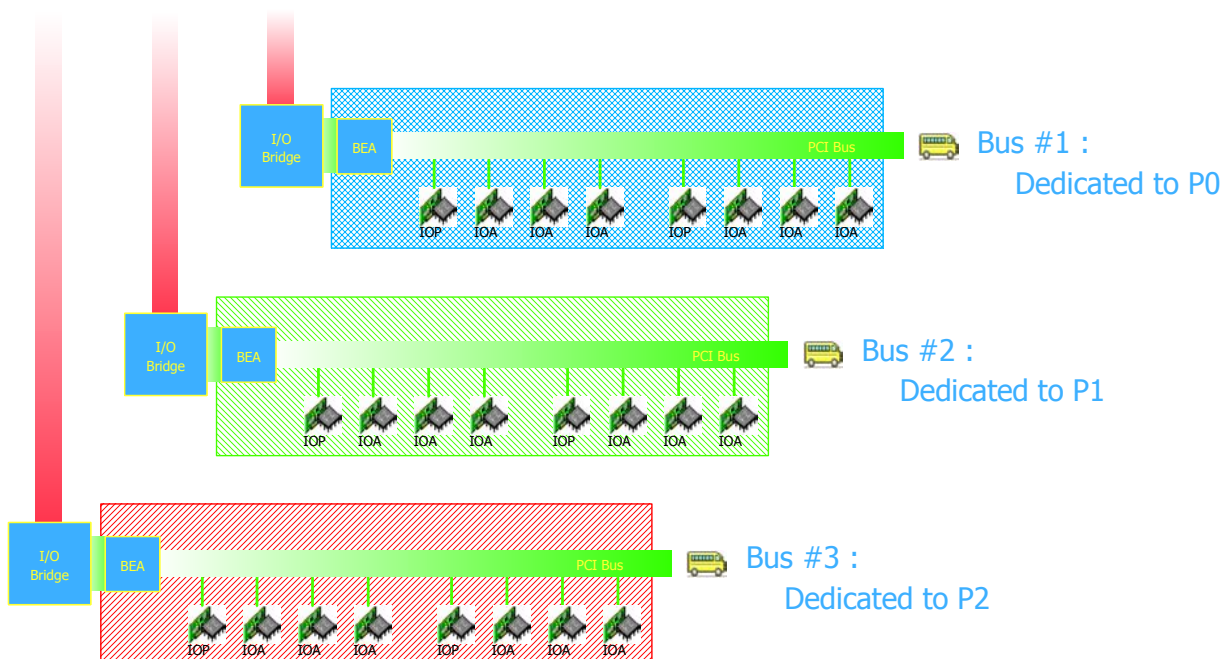 I/O
Bridge
BEA
PCI Bus
Bus #1 :
Dedicated to P0
IOP IOA IOA IOA IOP IOA IOA IOA
I/O
Bridge
BEA
PCI Bus
Bus #2 :
Dedicated to P1
IOP IOA IOA IOA IOP IOA IOA IOA
I/O
Bridge
BEA
PCI Bus
Bus #3 :
Dedicated to P2
IOP IOA IOA IOA IOP IOA IOA IOA